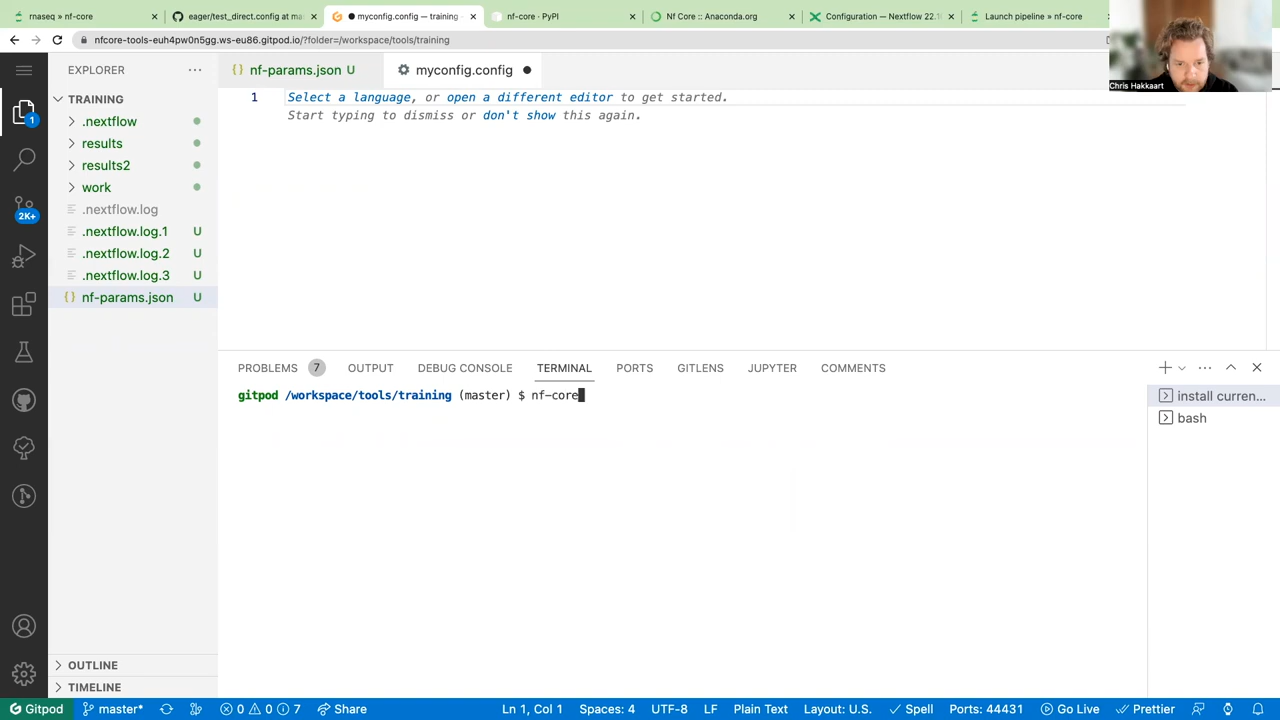 rnaseq » nf-core
eager/test_direct.config at ma
myconfig.config — training -
nf-core · PyPI
Nf Core :: Anaconda.org
Configuration — Nextflow 22.1
Launch pipeline » nf-core
nfcore-tools-euh4pw0n5gg.ws-eu86.gitpod.io/?folder=/workspace/tools/training
Chris Hakkaart
EXPLORER
{} nf-params.json U
myconfig.config
TRAINING
1 Select a language, or open a different editor to get started.
Start typing to dismiss or don't show this again.
1
.nextflow
results
results2
work
.nextflow.log
2K+
.nextflow.log.1 U
.nextflow.log.2 U
.nextflow.log.3 U
{} nf-params.json U
PROBLEMS 7 OUTPUT DEBUG CONSOLE TERMINAL PORTS GITLENS JUPYTER COMMENTS
gitpod /workspace/tools/training (master) $ nf-core
install curren...
bash
OUTLINE
TIMELINE
Gitpod master* 0 0 7 Share Ln 1, Col 1 Spaces: 4 UTF-8 LF Plain Text Layout: U.S. Spell Ports: 44431 Go Live Prettier